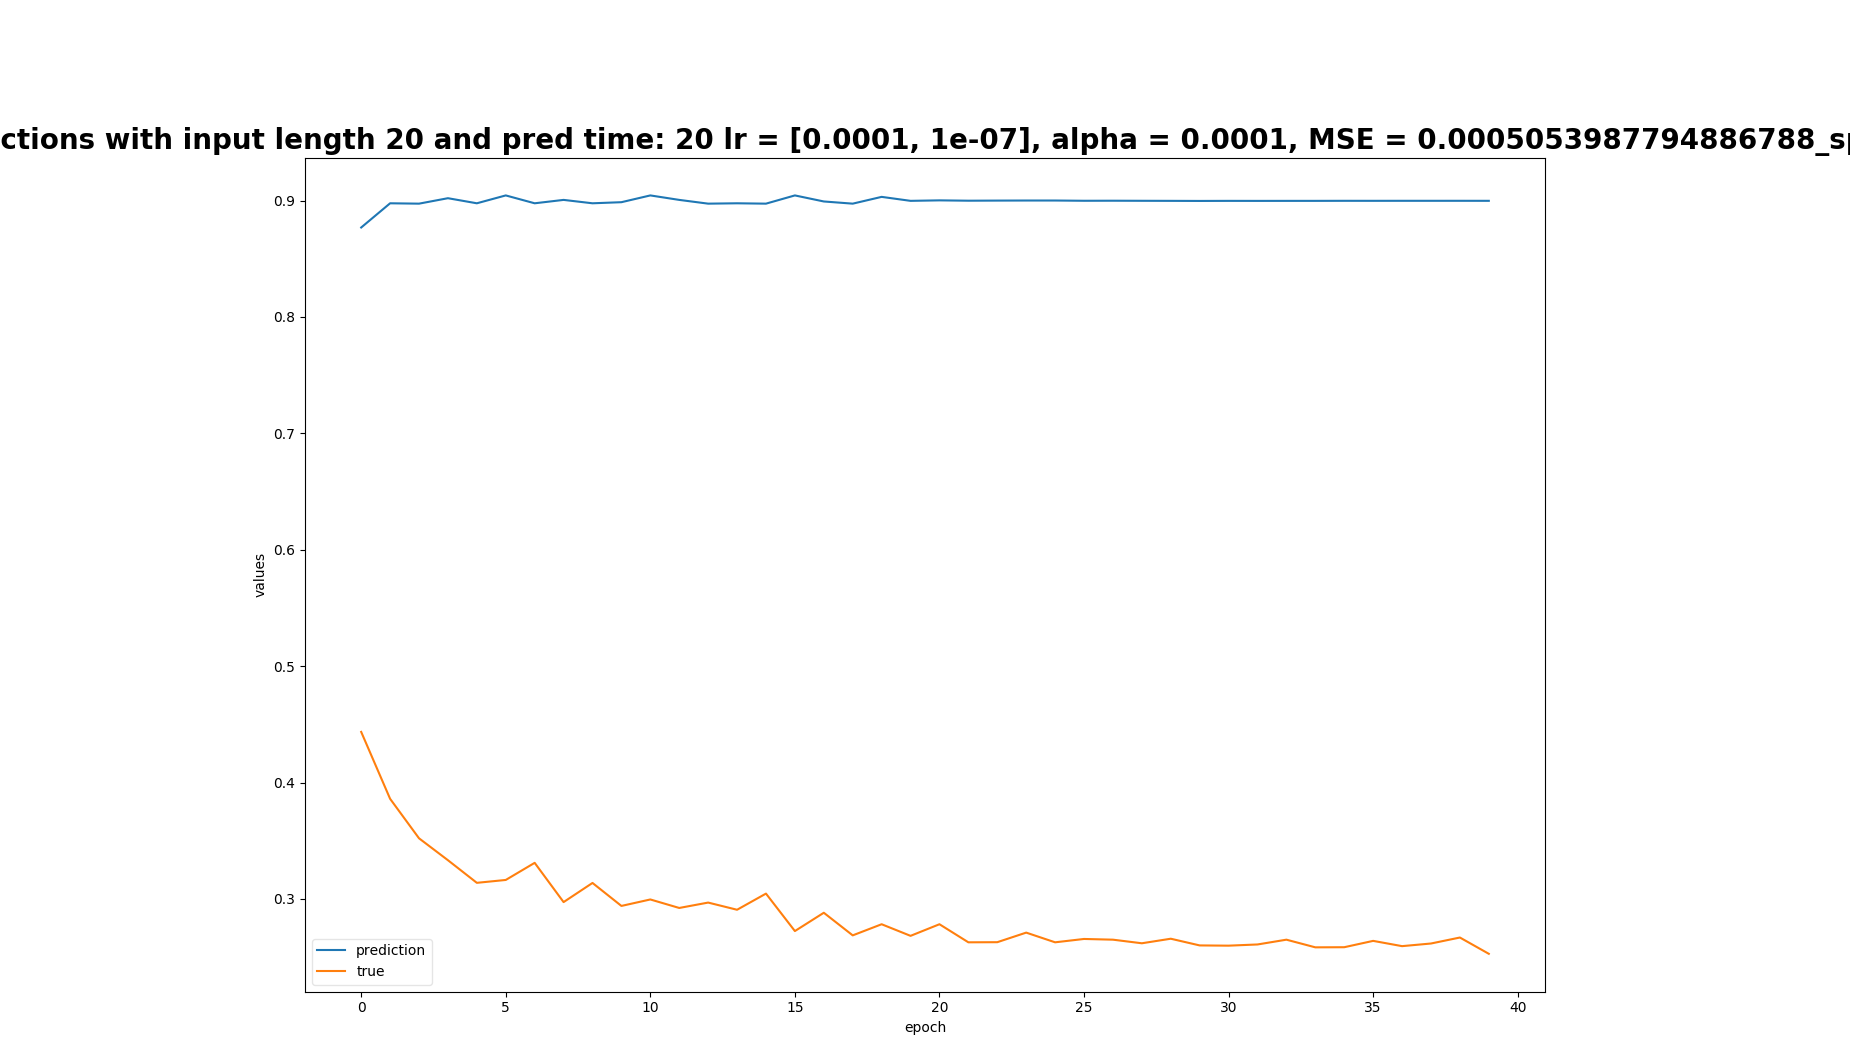 ctions with input length 20 and pred time: 20 lr = [0.0001, 1e-07], alpha = 0.0001, MSE = 0.0005053987794886788_sp
0.9
0.8
0.7
0.6
0.5
0.4
0.3
values
prediction
true
0 5 10 15 20 25 30 35 40
epoch